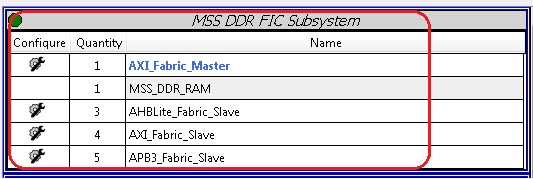 MSS DDR FIC Subsystem
Configure Quantity Name
1 AXI_Fabric_Master
1 MSS_DDR_RAM
3 AHBLite_Fabric_Slave
4 AXI_Fabric_Slave
5 APB3_Fabric_Slave